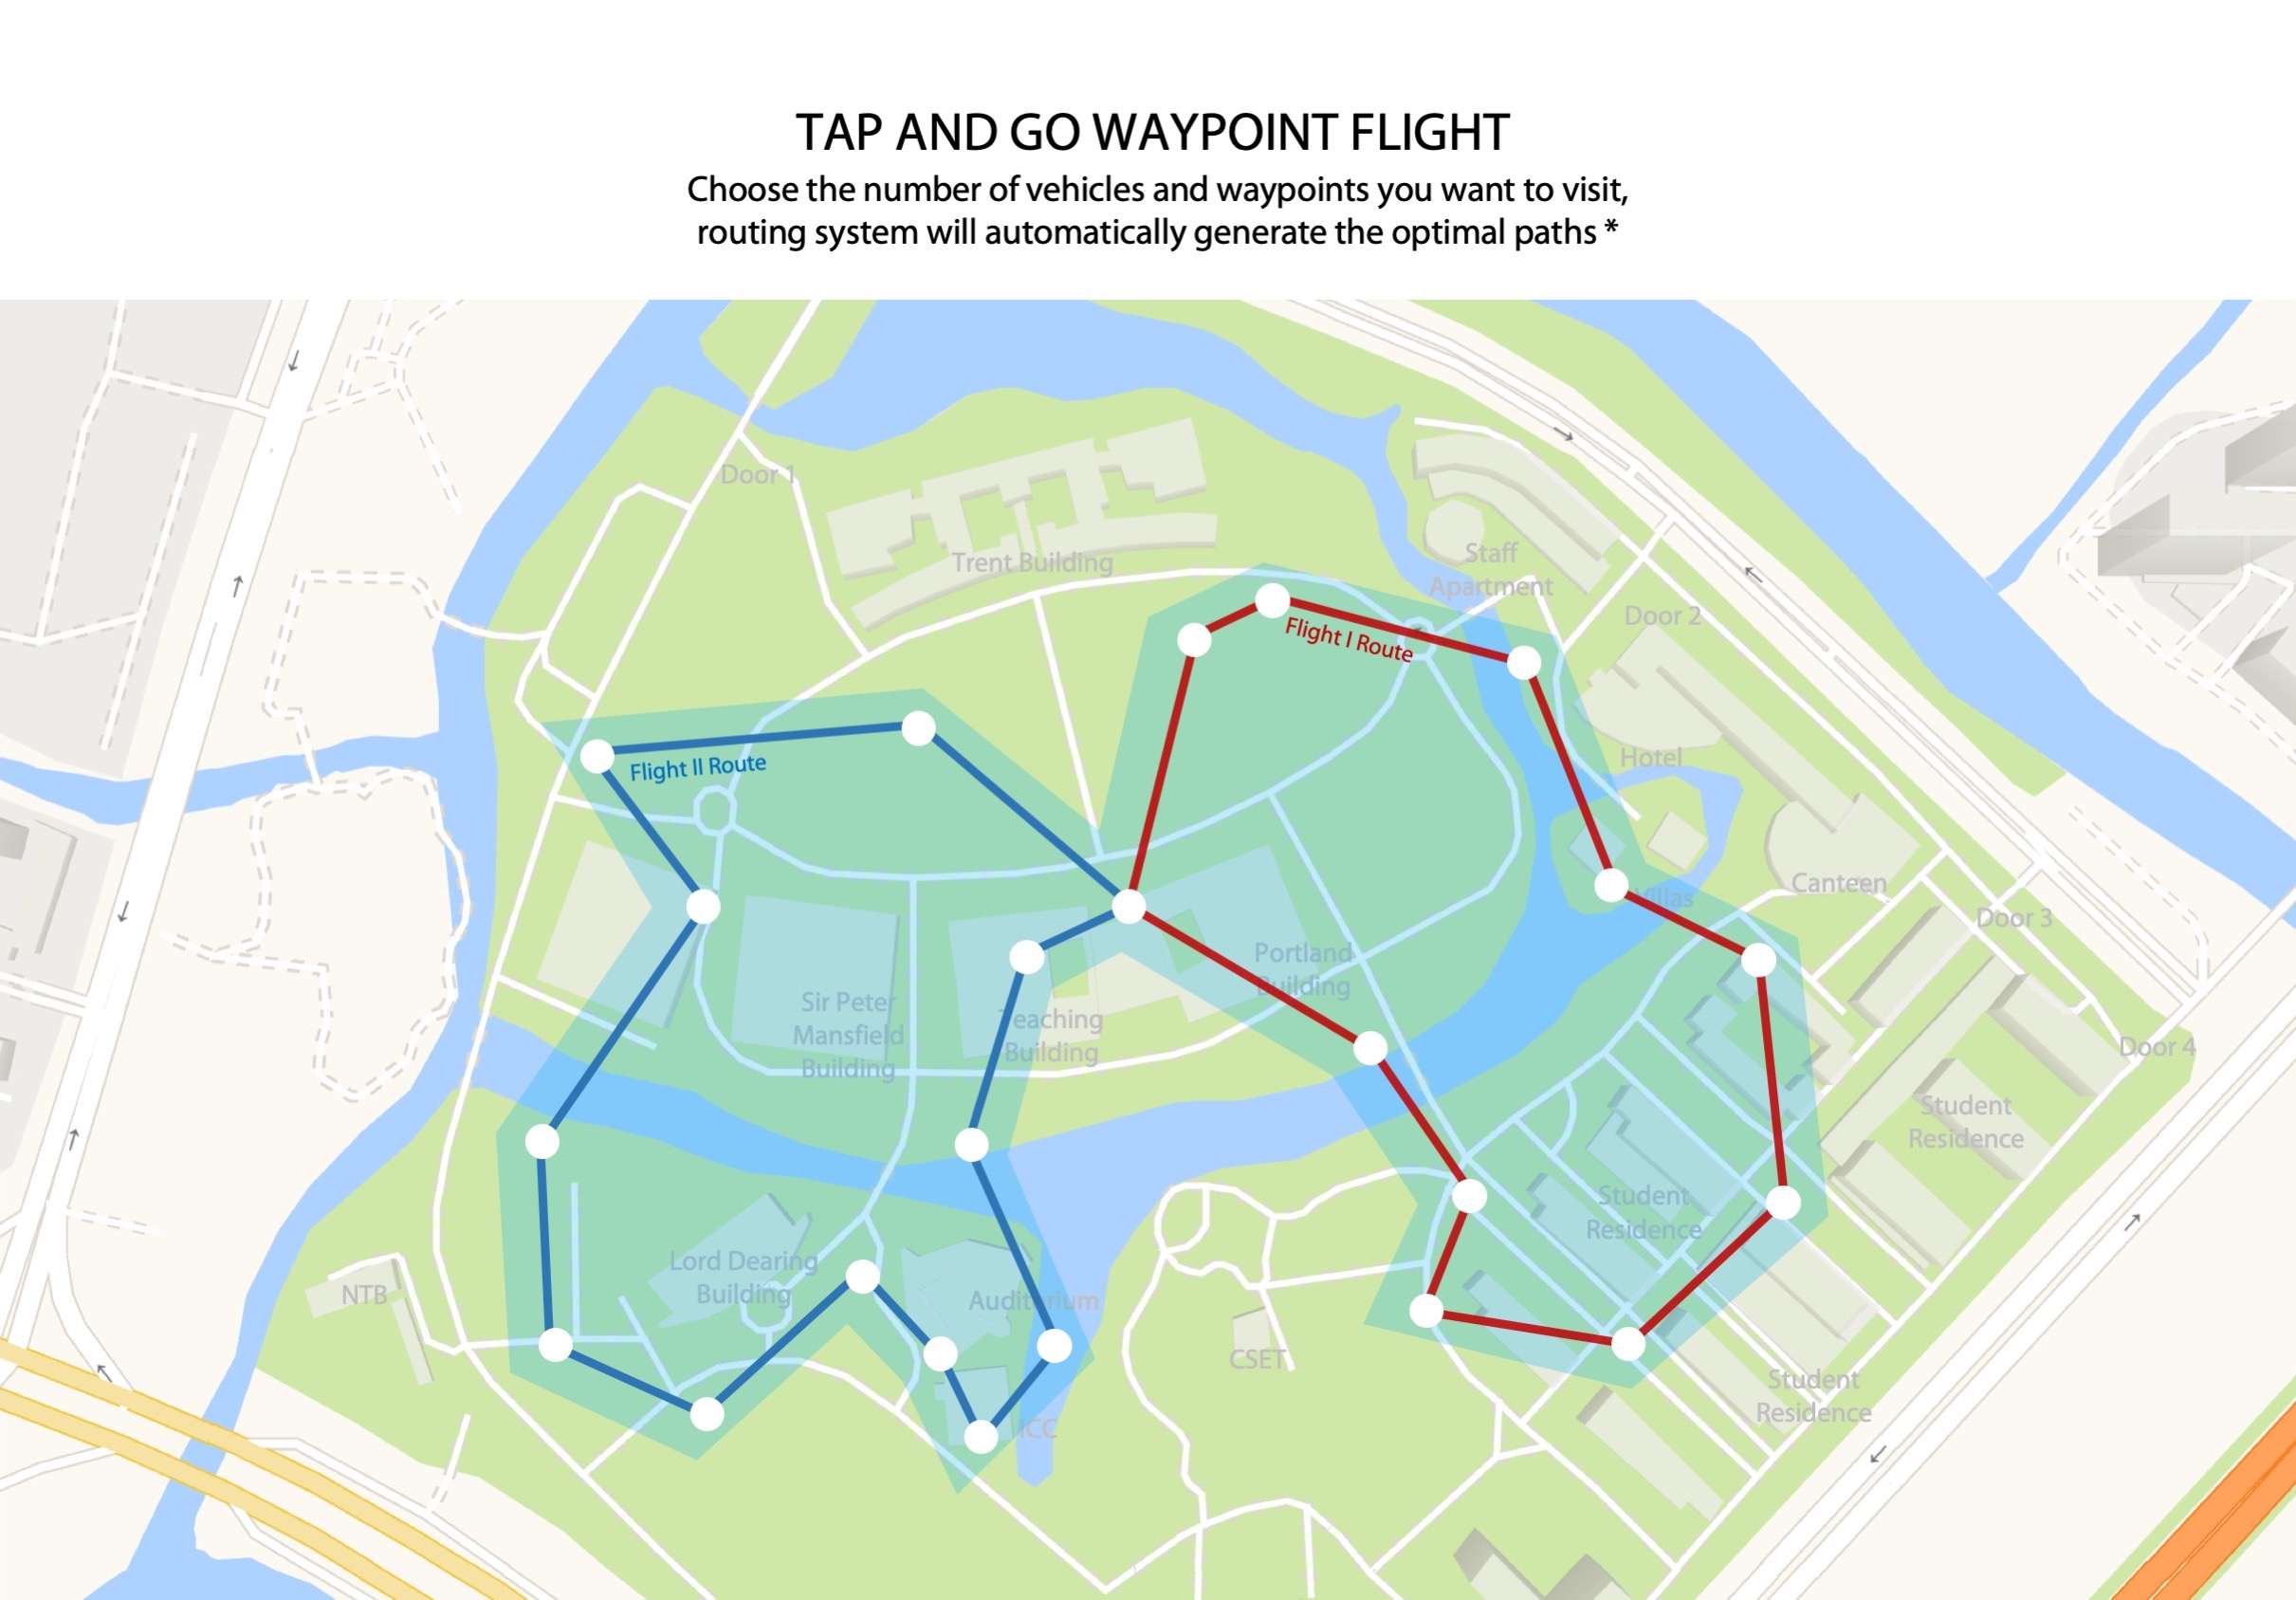 TAP AND GO WAYPOINT FLIGHT
Choose the number of vehicles and waypoints you want to visit,
routing system will automatically generate the optimal paths *
Door 1
Trent Building
Staff
Apartment
Door 2
Flight I Route
Hotel
Flight II Route
Villas
Canteen
Door 3
Portland
Building
Sir Peter
Mansfield
Building
Teaching
Building
Door 4
Student
Residence
Student
Residence
Lord Dearing
Building
NTB
Auditorium
CSET
Student
Residence
ICC